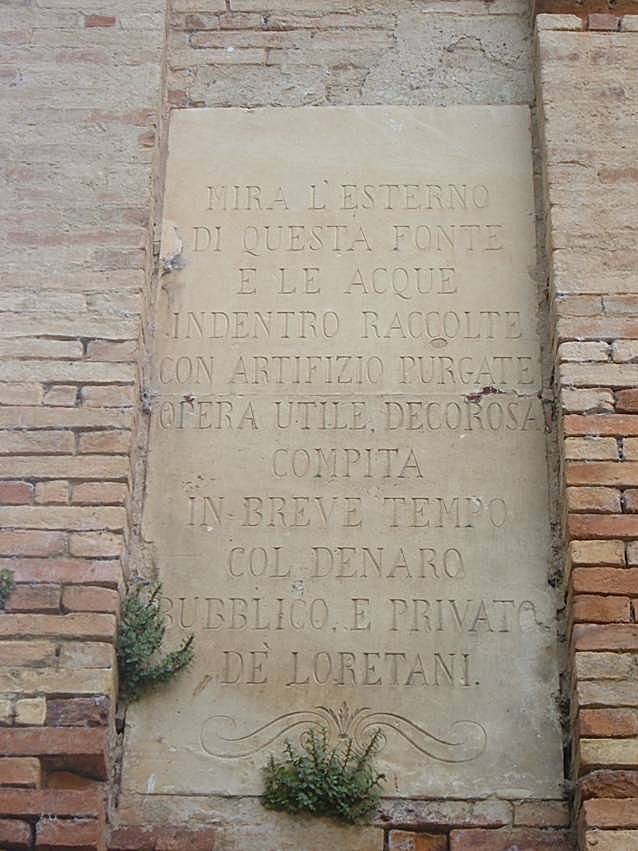 MIRA L'ESTERNO
DI QUESTA FONTE
E LE ACQUE
INDENTRO RACCOLTE
CON ARTIFIZIO PURGATE
OPERA UTILE, DECOROSA
COMPITA
IN BREVE TEMPO
COL DENARO
PUBBLICO, E PRIVATO
DÈ LORETANI.